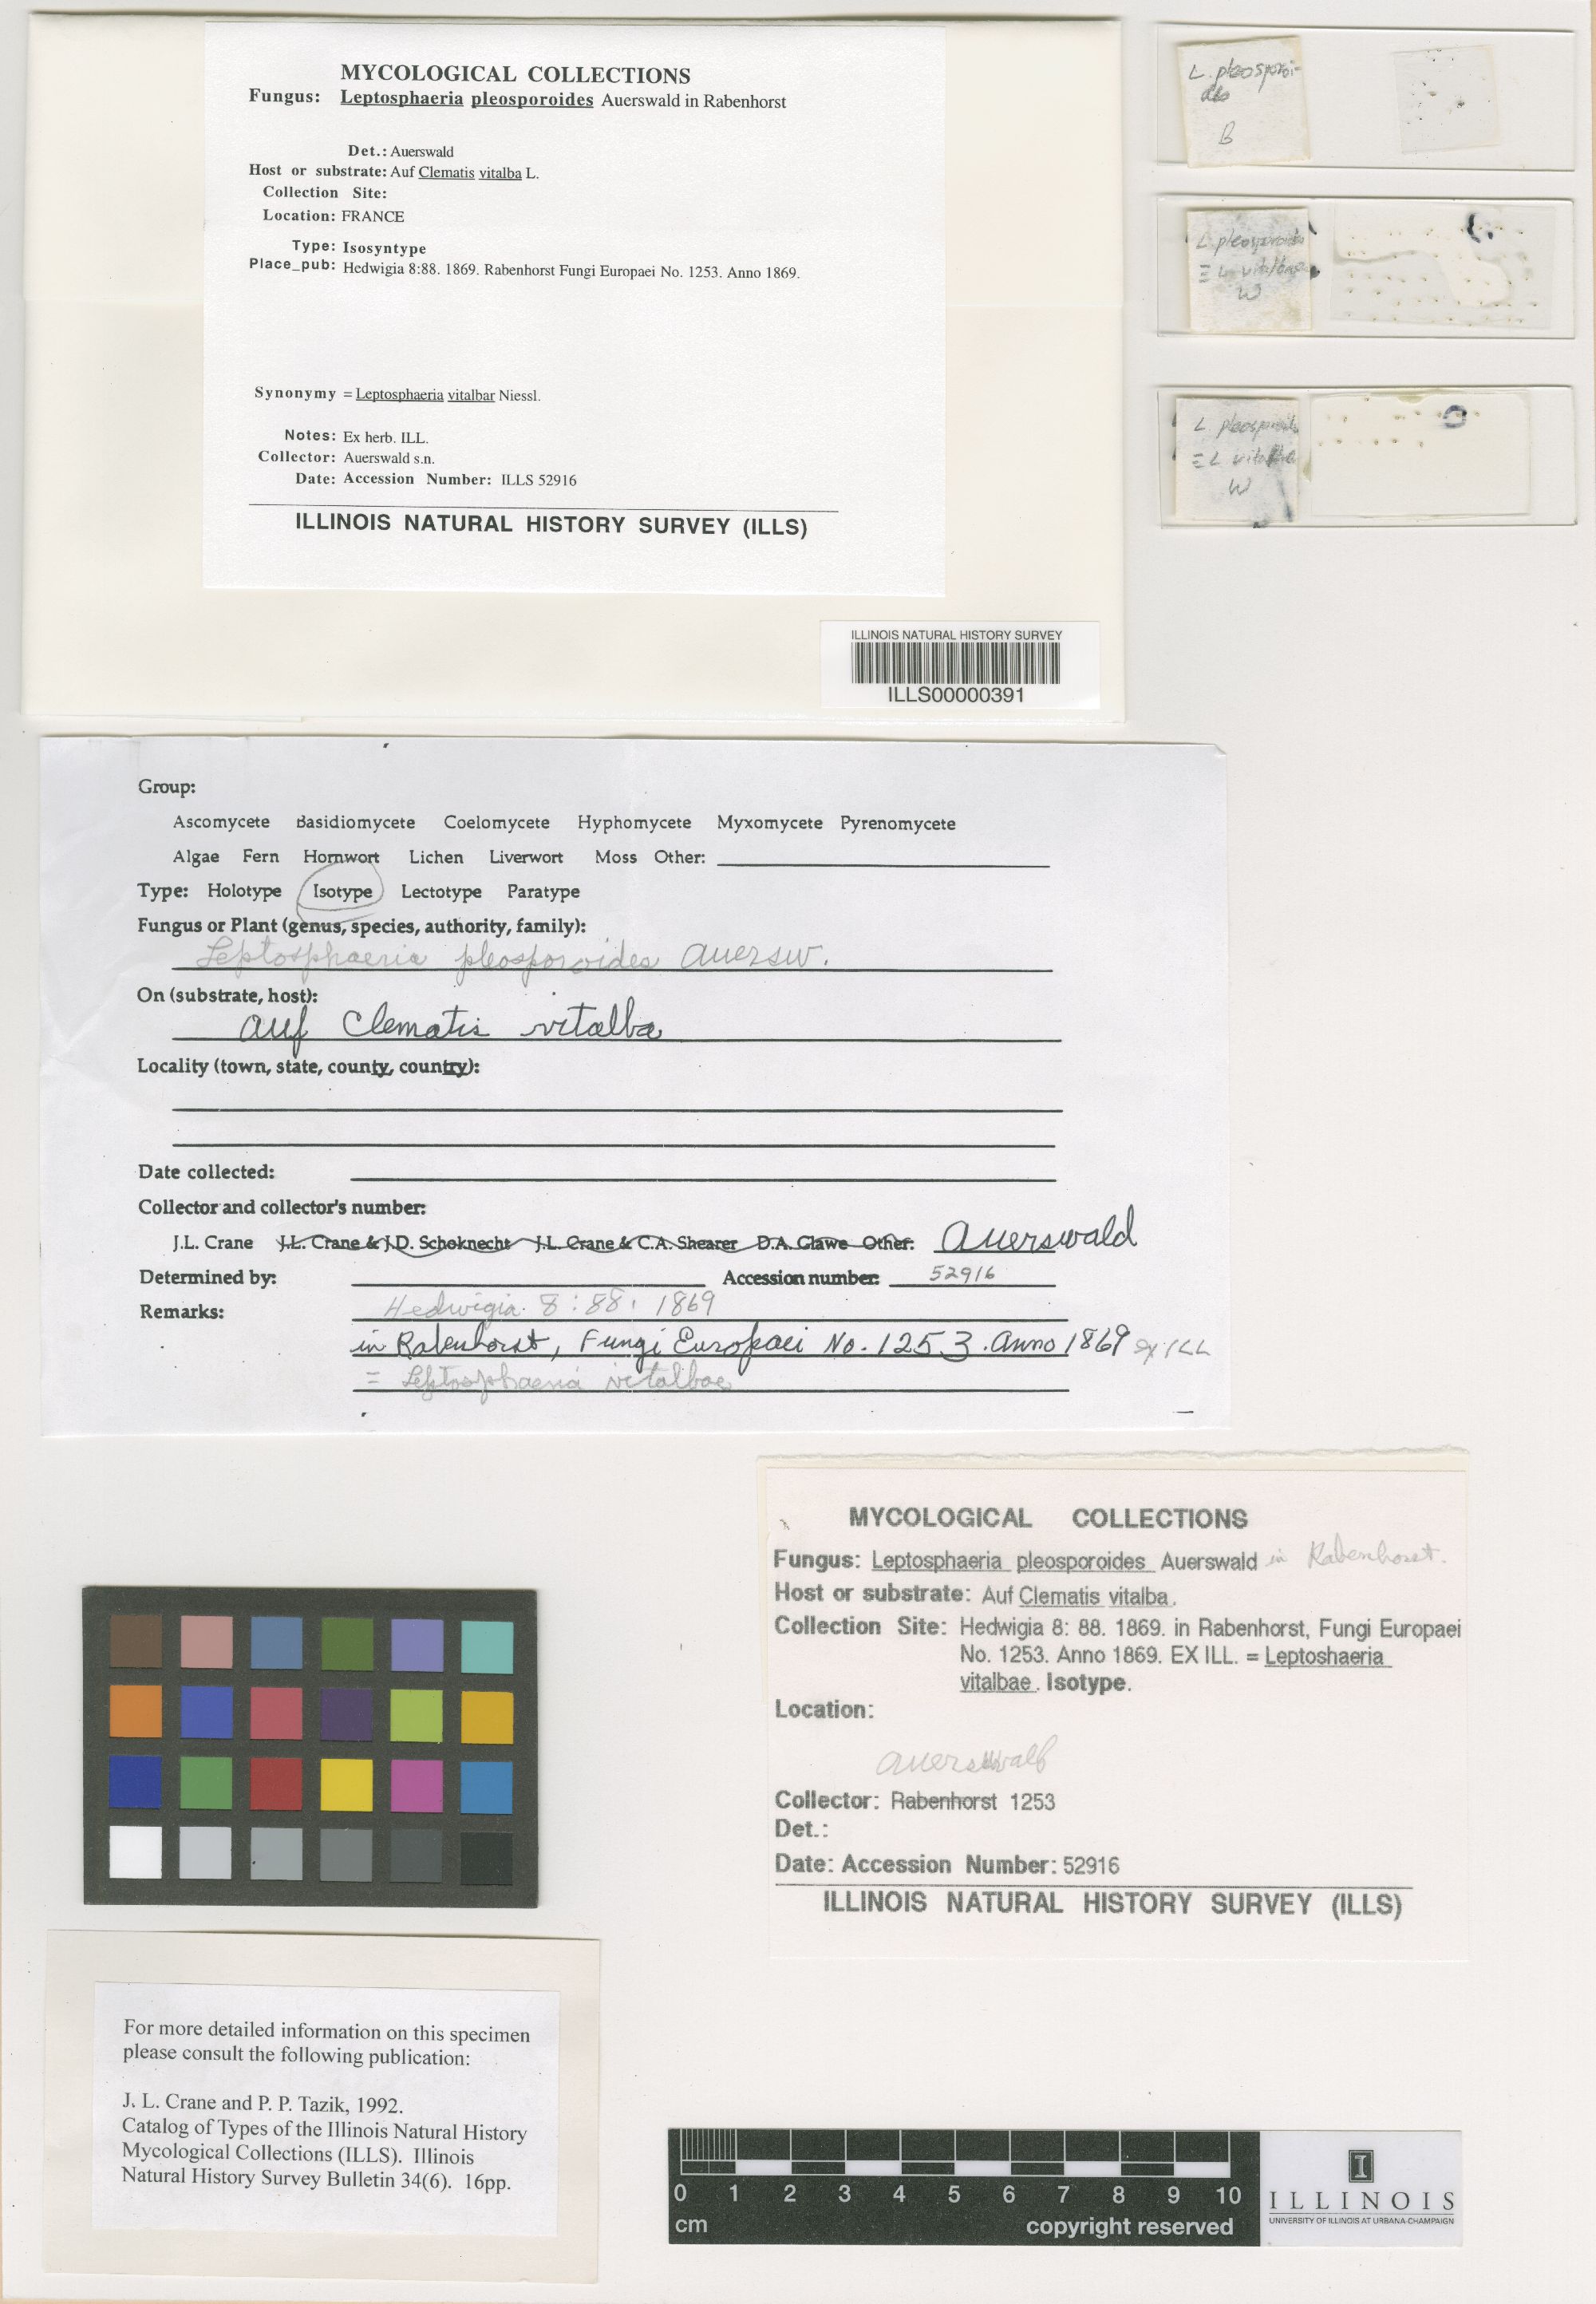 MYCOLOGICAL COLLECTIONS
Fungus: Leptosphaeria pleosporoides Auerswald in Rabenhorst
Det.: Auerswald
Host or substrate: Auf Clematis vitalba L.
Collection Site:
Location: FRANCE
Type: Isosyntype
Place_pub: Hedwigia 8:88. 1869. Rabenhorst Fungi Europaei No. 1253. Anno 1869.
Synonymy = Leptosphaeria vitalbar Niessl.
Notes: Ex herb. ILL.
Collector: Auerswald s.n.
Date: Accession Number: ILLS 52916
ILLINOIS NATURAL HISTORY SURVEY (ILLS)
ILLINOIS NATURAL HISTORY SURVEY
ILLS00000391
L. pleosporoi-
des
B
L. pleosporoides
= L. vitalbae
W
L. pleosporoides
= L. vitalbae
W
Group:
Ascomycete Basidiomycete Coelomycete Hyphomycete Myxomycete Pyrenomycete
Algae Fern Hornwort Lichen Liverwort Moss Other:
Type: Holotype Isotype Lectotype Paratype
Fungus or Plant (genus, species, authority, family):
Leptosphaeria pleosporoides Auersw.
On (substrate, host):
auf Clematis vitalba
Locality (town, state, county, country):
Date collected:
Collector and collector's number:
J.L. Crane J.L. Crane & J.D. Schoknecht J.L. Crane & C.A. Shearer D.A. Glawe Other: Auerswald
Determined by: Accession number: 52916
Remarks: Hedwigia 8:88. 1869
in Rabenhorst, Fungi Europaei No. 1253. Anno 1869 ex ILL
= Leptosphaeria vitalbae
MYCOLOGICAL COLLECTIONS
Fungus: Leptosphaeria pleosporoides Auerswald in Rabenhorst.
Host or substrate: Auf Clematis vitalba.
Collection Site: Hedwigia 8: 88. 1869. in Rabenhorst, Fungi Europaei
No. 1253. Anno 1869. EX ILL. = Leptoshaeria
vitalbae. Isotype.
Location:
Collector: Rabenhorst 1253
Det.:
Date: Accession Number: 52916
ILLINOIS NATURAL HISTORY SURVEY (ILLS)
For more detailed information on this specimen
please consult the following publication:
J. L. Crane and P. P. Tazik, 1992.
Catalog of Types of the Illinois Natural History
Mycological Collections (ILLS). Illinois
Natural History Survey Bulletin 34(6). 16pp.
0 1 2 3 4 5 6 7 8 9 10
cm copyright reserved
I
ILLINOIS
UNIVERSITY OF ILLINOIS AT URBANA-CHAMPAIGN